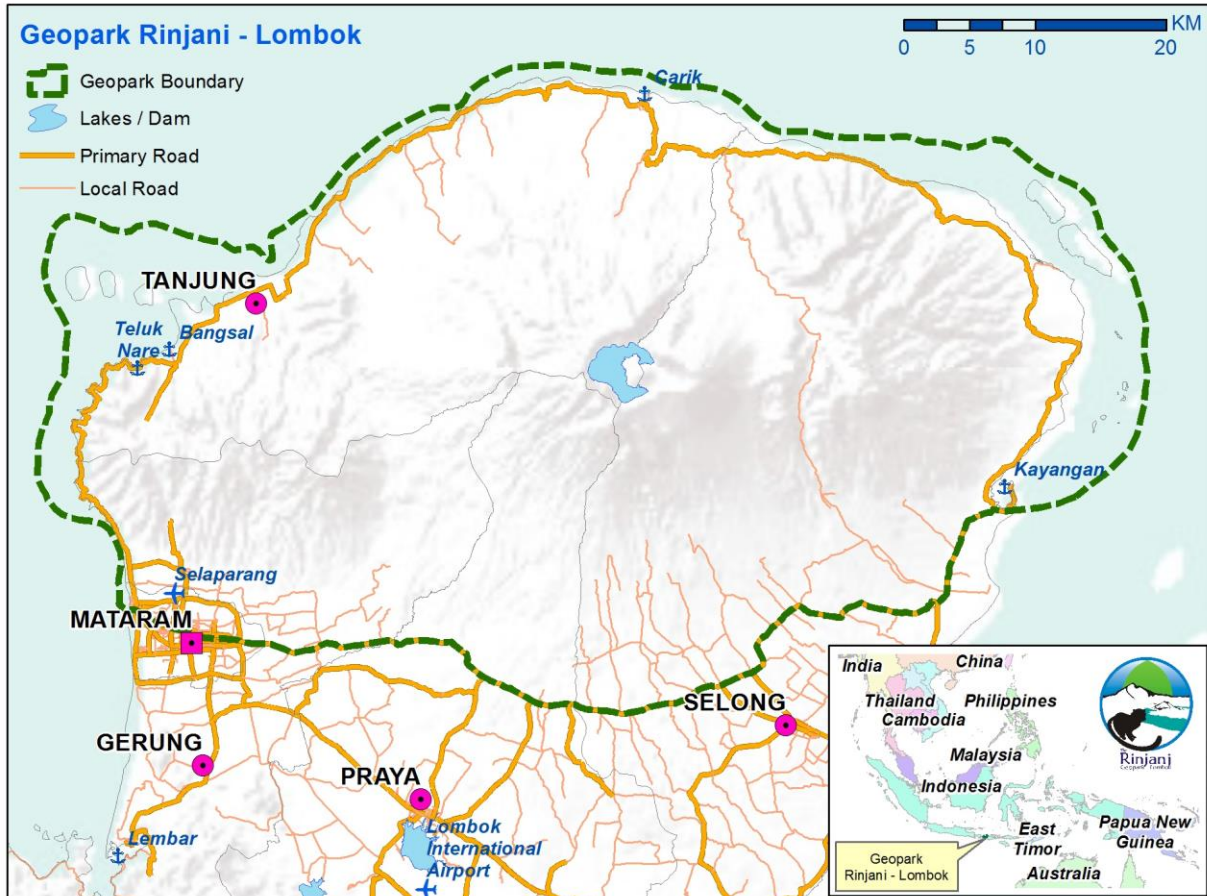 Geopark Rinjani - Lombok
Geopark Boundary
Lakes / Dam
Primary Road
Local Road
KM
0 5 10 20
Carik
TANJUNG
Teluk
Nare
Bangsal
Kayangan
Selaparang
MATARAM
SELONG
GERUNG
PRAYA
Lembar
Lombok
International
Airport
India
China
Thailand
Philippines
Cambodia
Malaysia
Indonesia
East
Timor
Papua New
Guinea
Australia
Geopark
Rinjani - Lombok
Rinjani
Geopark Lombok